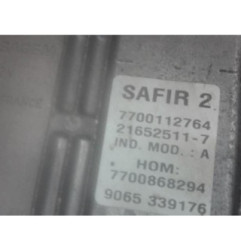 SAFIR 2
7700112764
21652511-7
IND. MOD. : A
HOM:
7700868294
9065 339176